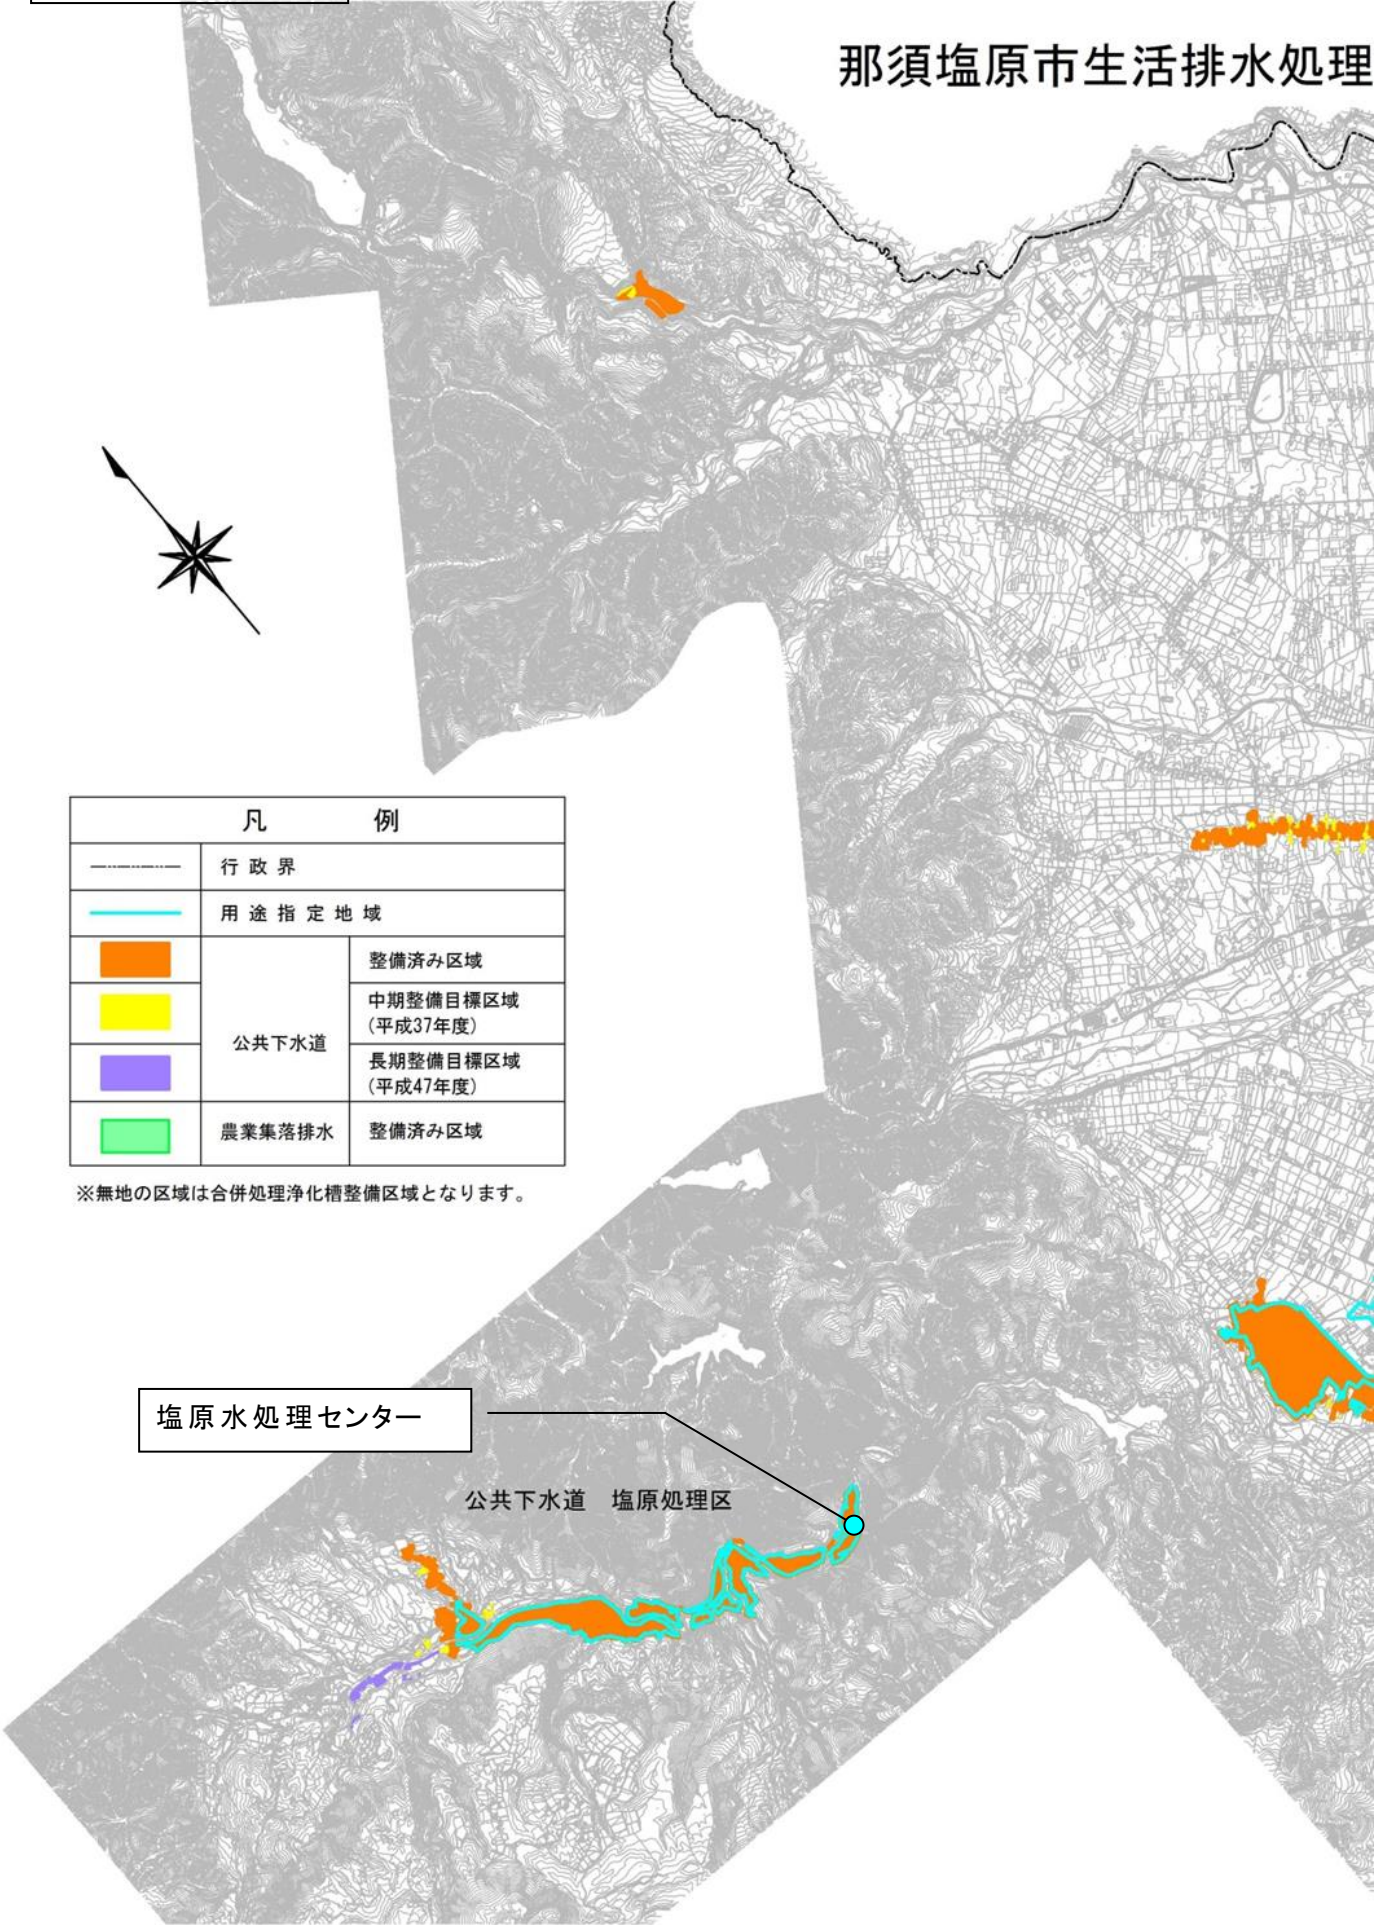 那須塩原市生活排水処理
凡 例
行政界
用途指定地域
整備済み区域
中期整備目標区域
(平成37年度)
公共下水道
長期整備目標区域
(平成47年度)
農業集落排水
整備済み区域
※無地の区域は合併処理浄化槽整備区域となります。
塩原水処理センター
公共下水道 塩原処理区